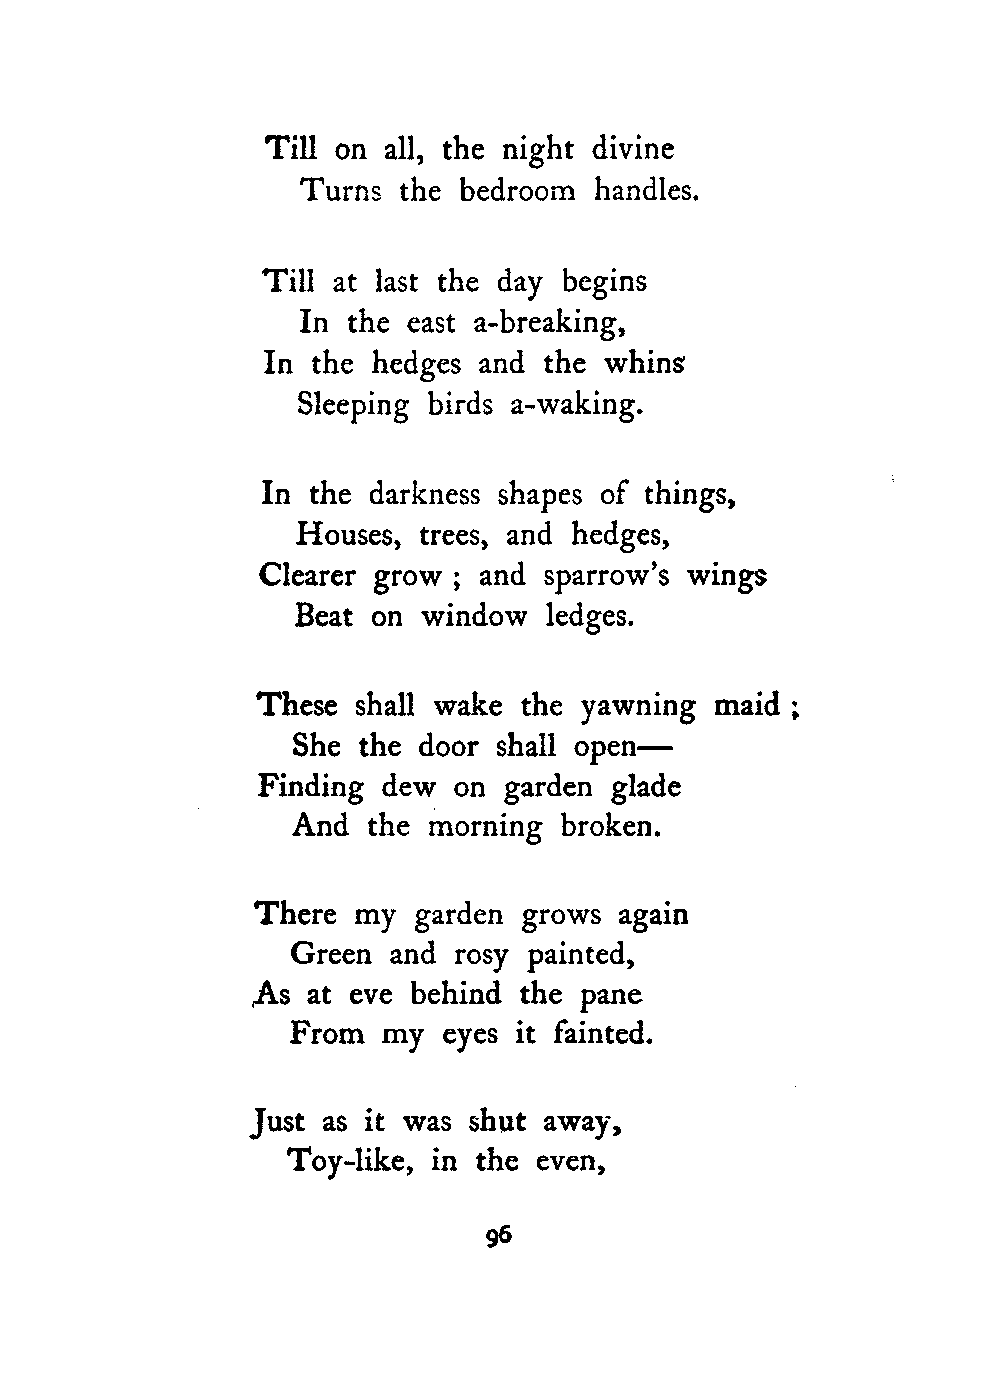 Till on all, the night divine
Turns the bedroom handles.

Till at last the day begins
In the east a-breaking,
In the hedges and the whins
Sleeping birds a-waking.

In the darkness shapes of things,
Houses, trees, and hedges,
Clearer grow ; and sparrow's wings
Beat on window ledges.

These shall wake the yawning maid ;
She the door shall open—
Finding dew on garden glade
And the morning broken.

There my garden grows again
Green and rosy painted,
As at eve behind the pane
From my eyes it fainted.

Just as it was shut away,
Toy-like, in the even,

96